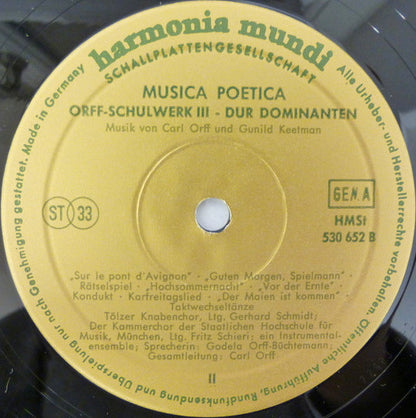 harmonia mundi
SCHALLPLATTENGESELLSCHAFT
Alle Urheber- und Herstellerrechte vorbehalten. Öffentliche Aufführung, Rundfunksendung und Überspielung nur nach Genehmigung gestattet. Made in Germany
MUSICA POETICA
ORFF-SCHULWERK III - DUR DOMINANTEN
Musik von Carl Orff und Gunild Keetman
ST 33
GEMA
HMSt
530 652 B
„Sur le pont d'Avignon" · „Guten Morgen, Spielmann" ·
Rätselspiel · „Hochsommernacht" · „Vor der Ernte" ·
Kondukt · Karfreitagslied · „Der Maien ist kommen" ·
Taktwechseltänze
Tölzer Knabenchor, Ltg. Gerhard Schmidt;
Der Kammerchor der Staatlichen Hochschule für
Musik, München, Ltg. Fritz Schieri; ein Instrumental-
ensemble; Sprecherin: Godela Orff-Büchtemann
Gesamtleitung: Carl Orff
II